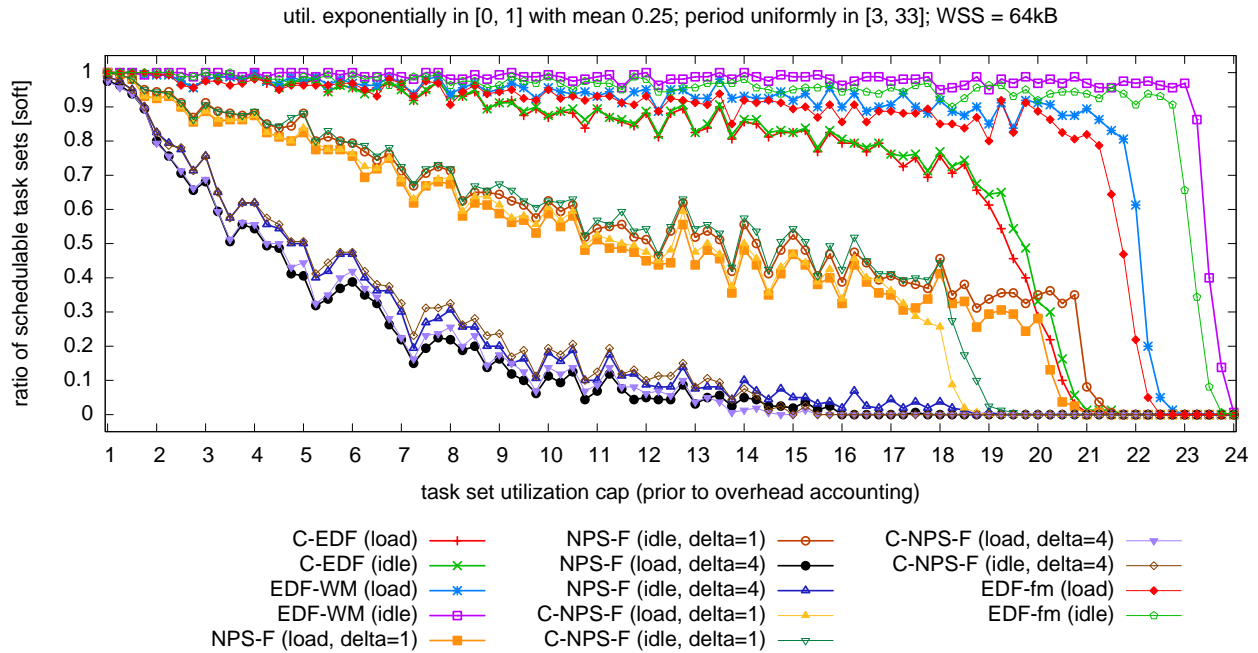 util. exponentially in [0, 1] with mean 0.25; period uniformly in [3, 33]; WSS = 64kB
ratio of schedulable task sets [soft]
1
0.9
0.8
0.7
0.6
0.5
0.4
0.3
0.2
0.1
0
1 2 3 4 5 6 7 8 9 10 11 12 13 14 15 16 17 18 19 20 21 22 23 24
task set utilization cap (prior to overhead accounting)
C-EDF (load)
C-EDF (idle)
EDF-WM (load)
EDF-WM (idle)
NPS-F (load, delta=1)
NPS-F (idle, delta=1)
NPS-F (load, delta=4)
NPS-F (idle, delta=4)
C-NPS-F (load, delta=1)
C-NPS-F (idle, delta=1)
C-NPS-F (load, delta=4)
C-NPS-F (idle, delta=4)
EDF-fm (load)
EDF-fm (idle)